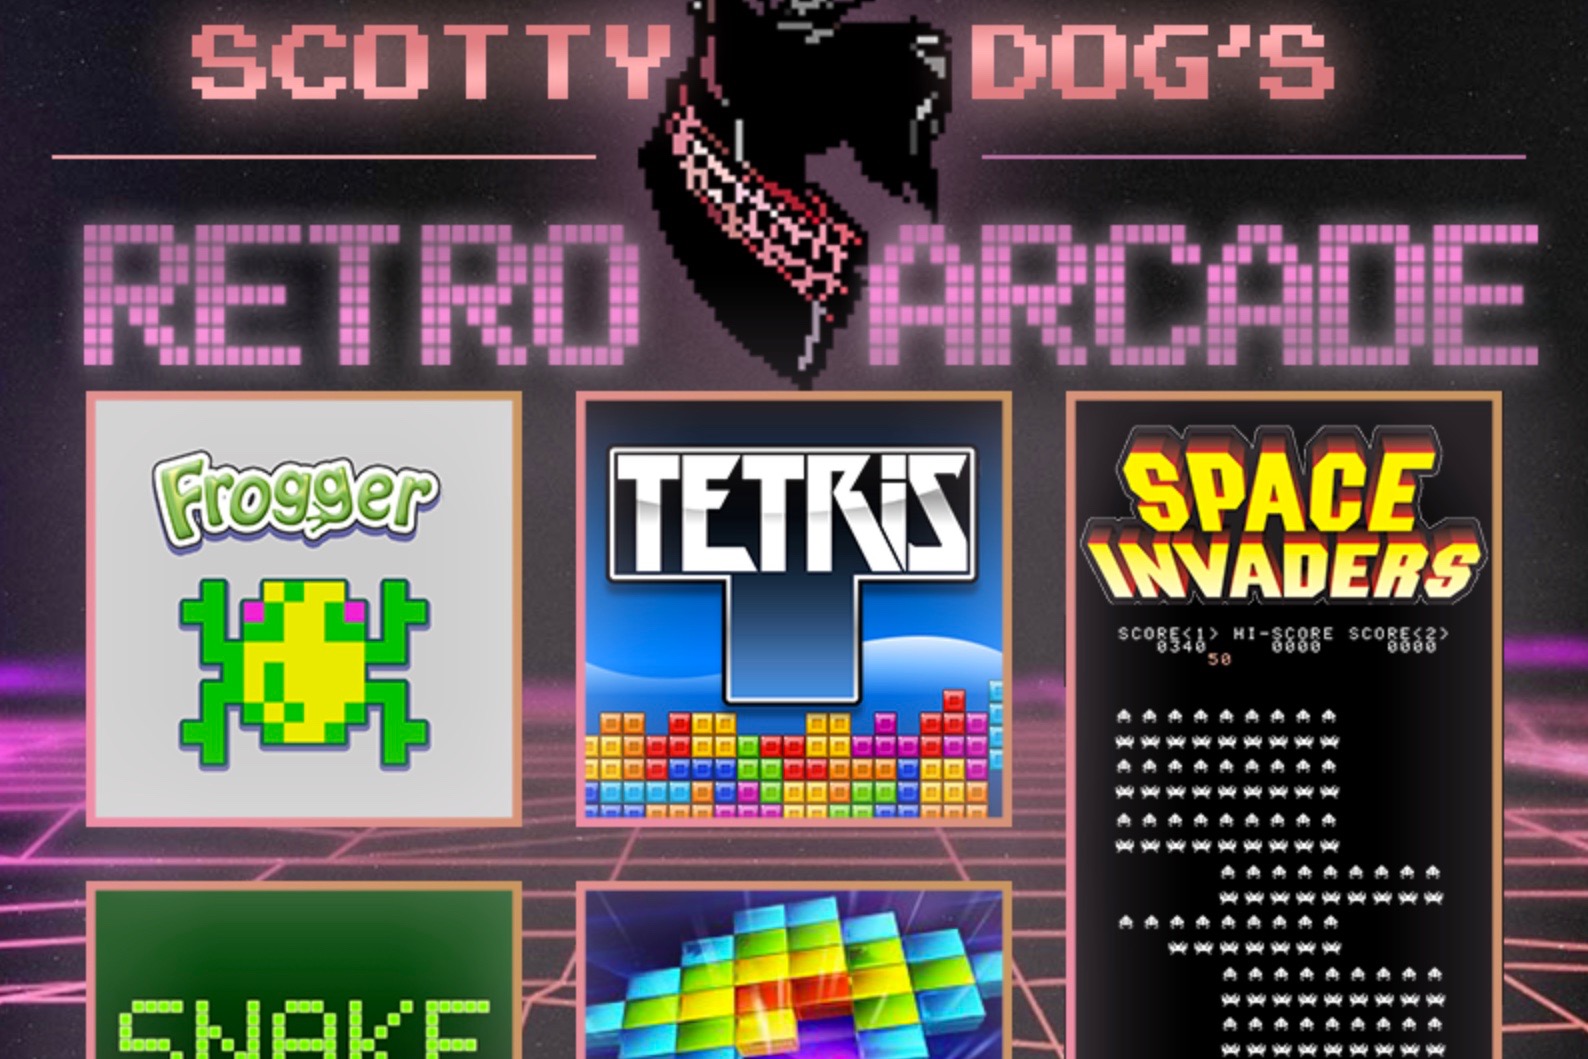 SCOTTY DOG'S
RETRO ARCADE
Frogger
TETRIS
SPACE
INVADERS
SCORE<1> HI-SCORE SCORE<2>
0340 0000 0000
50
SNAKE